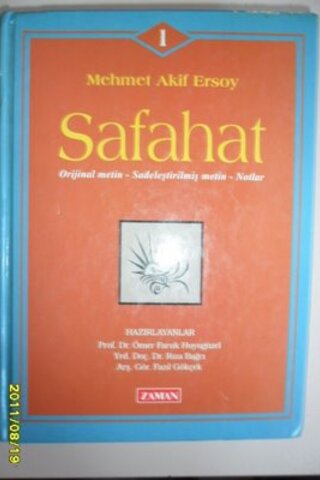 1
Mehmet Akif Ersoy
Safahat
Orijinal metin - Sadeleştirilmiş metin - Notlar
HAZIRLAYANLAR
Prof. Dr. Ömer Faruk Huyugüzel
Yrd. Doç. Dr. Rıza Bağcı
Arş. Gör. Fazıl Gökçek
ZAMAN
2011/08/19